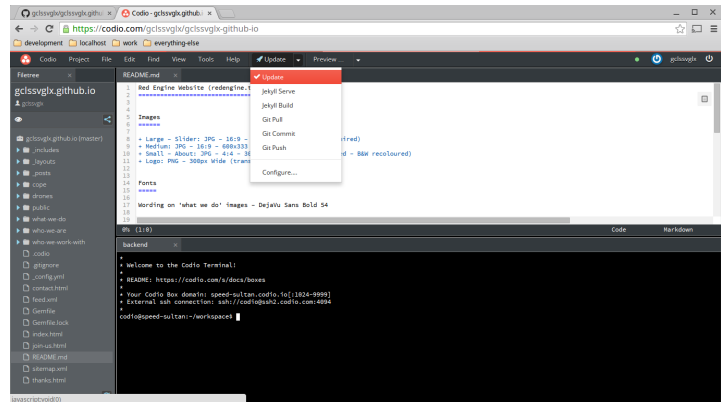 gclssvglx/gclssvglx.githu
Codio - gclssvglx.github.i
https://codio.com/gclssvglx/gclssvglx-github-io
development localhost work everything-else
Codio Project File Edit Find View Tools Help Update Preview ... gclssvglx
Filetree
gclssvglx.github.io
gclssvglx
gclssvglx.github.io (master)
_includes
_layouts
_posts
cope
drones
public
what-we-do
who-we-are
who-we-work-with
.codio
.gitignore
_config.yml
contact.html
feed.xml
Gemfile
Gemfile.lock
index.html
join-us.html
README.md
sitemap.xml
thanks.html
javascript:void(0)
README.md
1 Red Engine Website (redengine.
2 ================================
3
4
5 Images
6 ======
7
8 + Large - Slider: JPG - 16:9 - ired)
9 + Medium: JPG - 16:9 - 600x333
10 + Small - About: JPG - 4:4 - 30 d - B&W recoloured)
11 + Logo: PNG - 300px Wide (trans
12
13
14 Fonts
15 =====
16
17 Wording on 'what we do' images - DejaVu Sans Bold 54
18
19
Update
Jekyll Serve
Jekyll Build
Git Pull
Git Commit
Git Push
Configure...
0% (1:0) Code Markdown
backend
*
* Welcome to the Codio Terminal!
*
* README: https://codio.com/s/docs/boxes
*
* Your Codio Box domain: speed-sultan.codio.io[:1024-9999]
* External ssh connection: ssh://codio@ssh2.codio.com:4094
*
codio@speed-sultan:~/workspace$